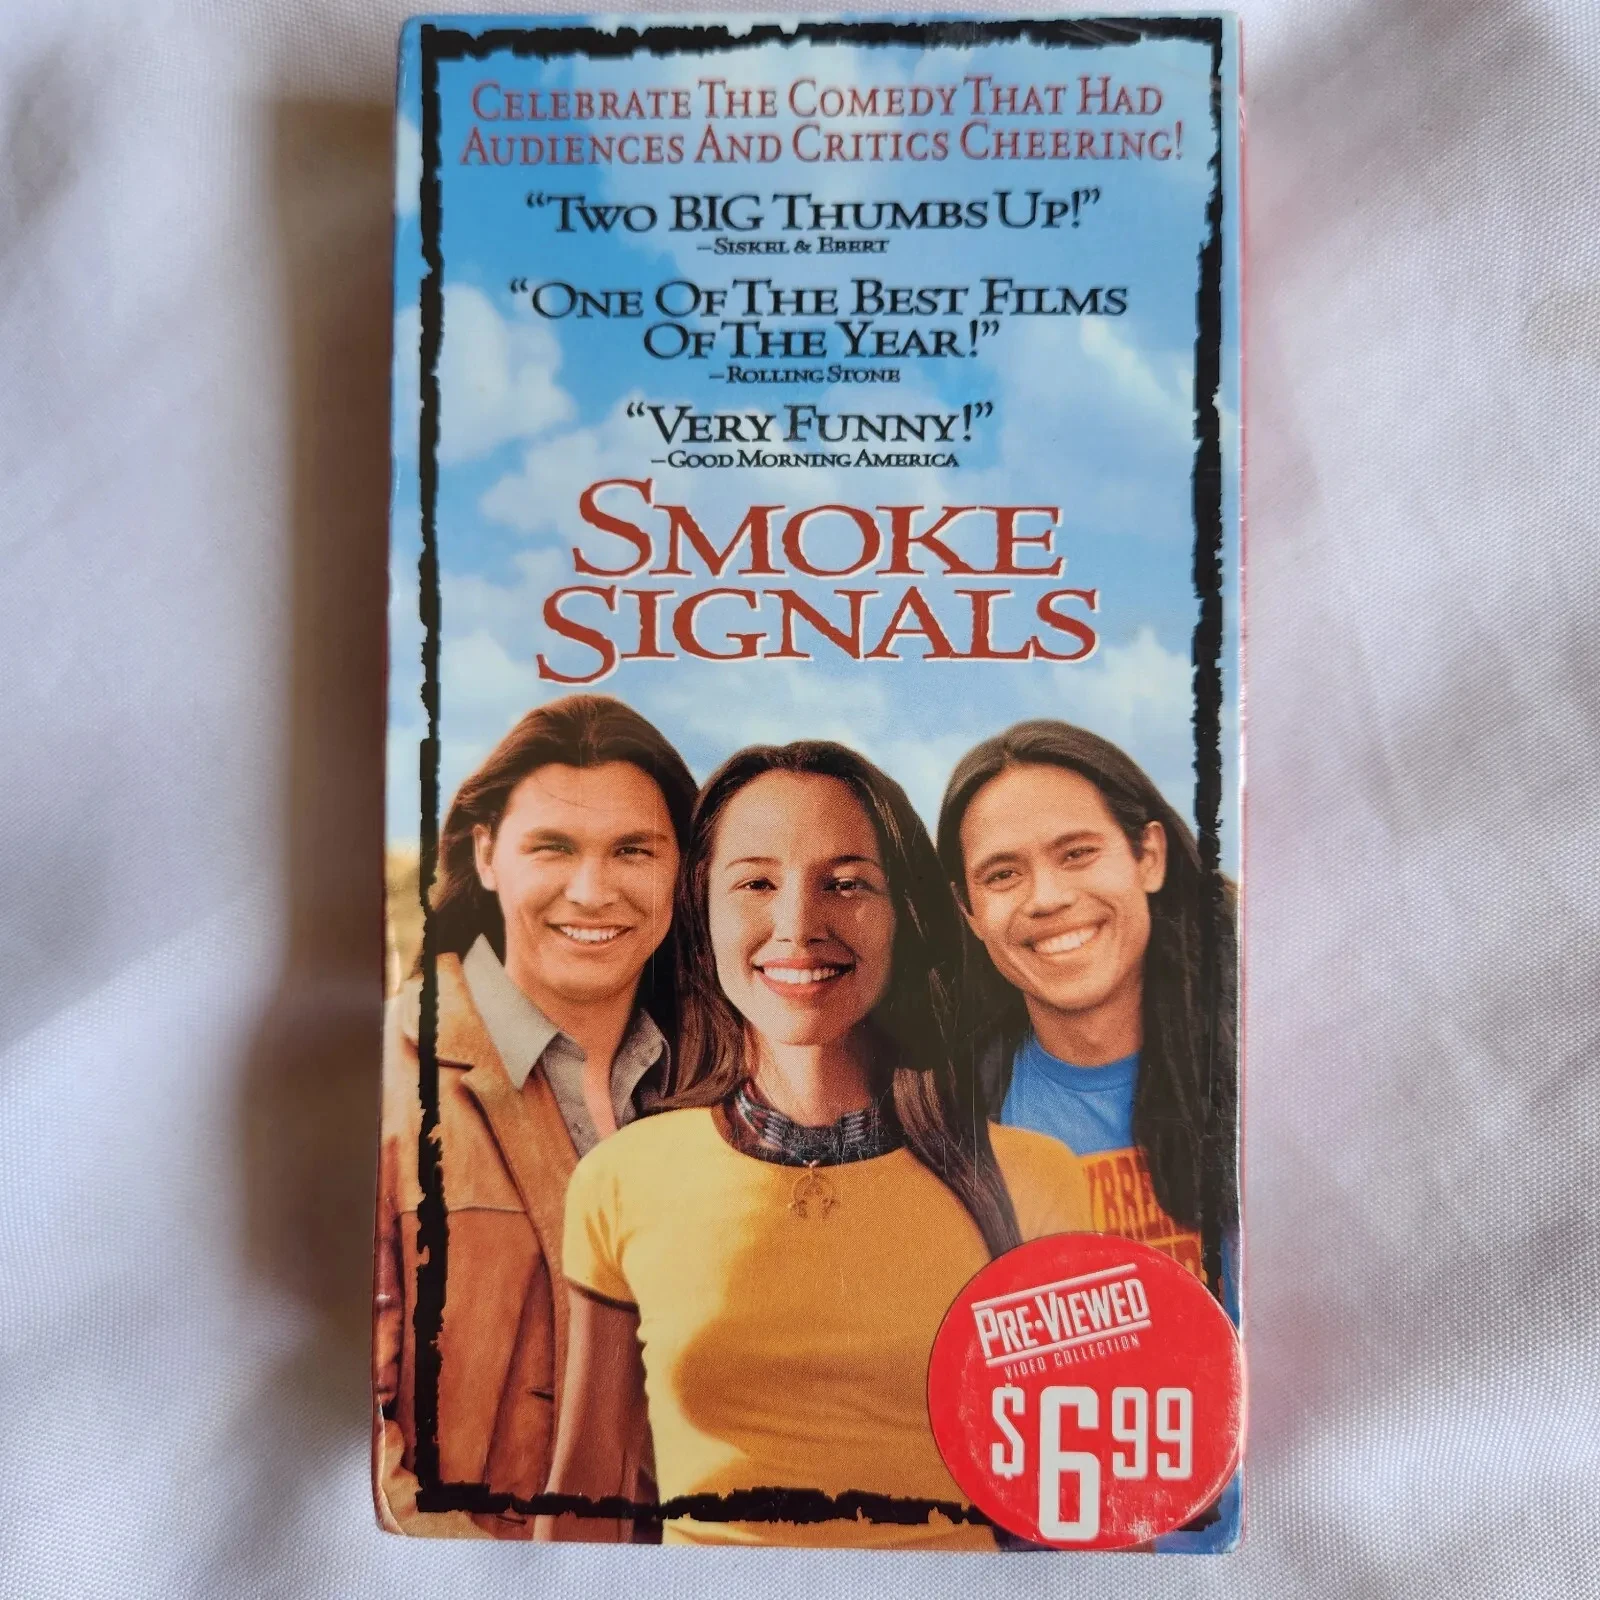 CELEBRATE THE COMEDY THAT HAD
AUDIENCES AND CRITICS CHEERING!
“TWO BIG THUMBS UP!”
–SISKEL & EBERT
“ONE OF THE BEST FILMS
OF THE YEAR!”
–ROLLING STONE
“VERY FUNNY!”
–GOOD MORNING AMERICA
SMOKE
SIGNALS
PRE•VIEWED
VIDEO COLLECTION
$6.99